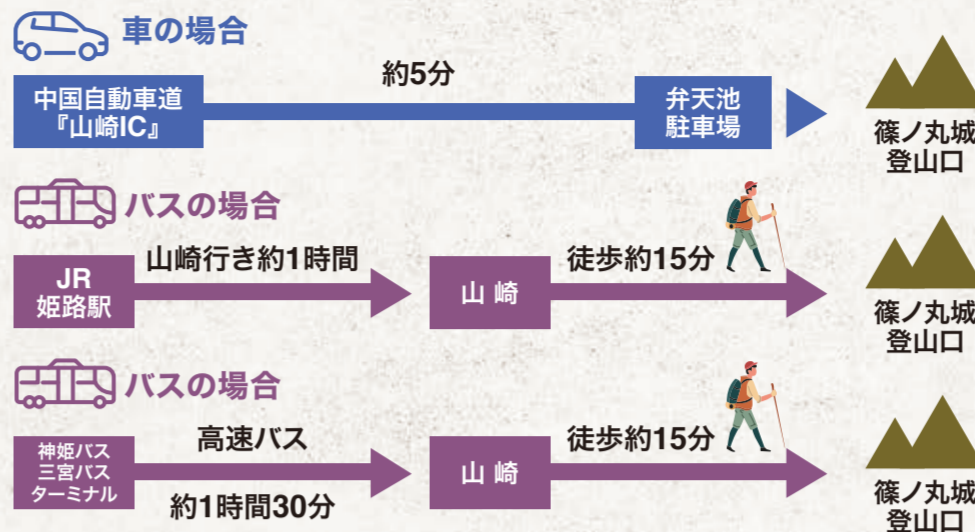 車の場合
約5分
中国自動車道
『山崎IC』
弁天池
駐車場
篠ノ丸城
登山口
バスの場合
山崎行き約1時間
徒歩約15分
JR
姫路駅
山崎
篠ノ丸城
登山口
バスの場合
高速バス
徒歩約15分
神姫バス
三宮バス
ターミナル
山崎
約1時間30分
篠ノ丸城
登山口